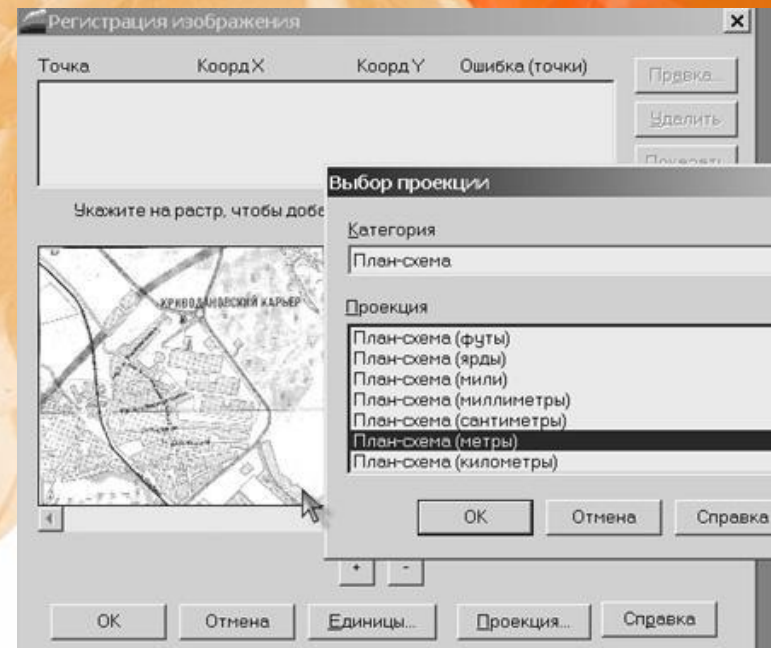 Регистрация изображения
Точка КоордX КоордY Ошибка (точки)
Правка...
Удалить
Показать
Укажите на растр, чтобы доба
КРИВОДАНОВСКИЙ КАРЬЕР
Выбор проекции
Категория
План-схема
Проекция
План-схема (футы)
План-схема (ярды)
План-схема (мили)
План-схема (миллиметры)
План-схема (сантиметры)
План-схема (метры)
План-схема (километры)
OK Отмена Справка
+ -
OK Отмена Единицы... Проекция... Справка